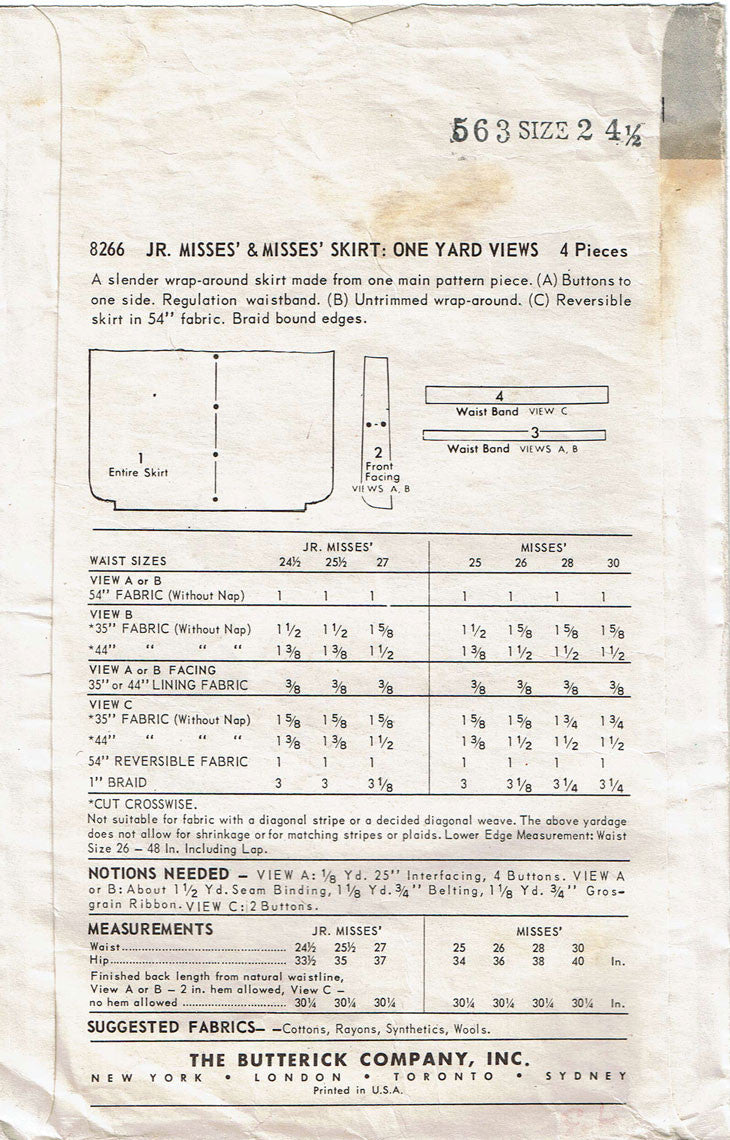 563 SIZE 24½
8266 JR. MISSES' & MISSES' SKIRT: ONE YARD VIEWS 4 Pieces
A slender wrap-around skirt made from one main pattern piece. (A) Buttons to
one side. Regulation waistband. (B) Untrimmed wrap-around. (C) Reversible
skirt in 54" fabric. Braid bound edges.
1
Entire Skirt
2
Front
Facing
VIEWS A, B
4
Waist Band VIEW C
3
Waist Band VIEWS A, B
JR. MISSES' MISSES'
WAIST SIZES 24½ 25½ 27 25 26 28 30
VIEW A or B
54" FABRIC (Without Nap) 1 1 1 1 1 1 1
VIEW B
*35" FABRIC (Without Nap) 1½ 1½ 1⅝ 1½ 1⅝ 1⅝ 1⅝
*44" " " " 1⅜ 1⅜ 1½ 1⅜ 1½ 1½ 1½
VIEW A or B FACING
35" or 44" LINING FABRIC ⅜ ⅜ ⅜ ⅜ ⅜ ⅜ ⅜
VIEW C
*35" FABRIC (Without Nap) 1⅝ 1⅝ 1⅝ 1⅝ 1⅝ 1¾ 1¾
*44" " " " 1⅜ 1⅜ 1½ 1⅜ 1½ 1½ 1½
54" REVERSIBLE FABRIC 1 1 1 1 1 1 1
1" BRAID 3 3 3⅛ 3 3⅛ 3¼ 3¼
*CUT CROSSWISE.
Not suitable for fabric with a diagonal stripe or a decided diagonal weave. The above yardage
does not allow for shrinkage or for matching stripes or plaids. Lower Edge Measurement: Waist
Size 26 – 48 In. Including Lap.
NOTIONS NEEDED – VIEW A: ⅛ Yd. 25" Interfacing, 4 Buttons. VIEW A
or B: About 1½ Yd. Seam Binding, 1⅛ Yd. ¾" Belting, 1⅛ Yd. ¾" Gros-
grain Ribbon. VIEW C: 2 Buttons.
MEASUREMENTS JR. MISSES' MISSES'
Waist........ 24½ 25½ 27 25 26 28 30
Hip........ 33½ 35 37 34 36 38 40 In.
Finished back length from natural waistline,
View A or B – 2 in. hem allowed, View C –
no hem allowed ........ 30¼ 30¼ 30¼ 30¼ 30¼ 30¼ 30¼ In.
SUGGESTED FABRICS– –Cottons, Rayons, Synthetics, Wools.
THE BUTTERICK COMPANY, INC.
NEW YORK • LONDON • TORONTO • SYDNEY
Printed in U.S.A.